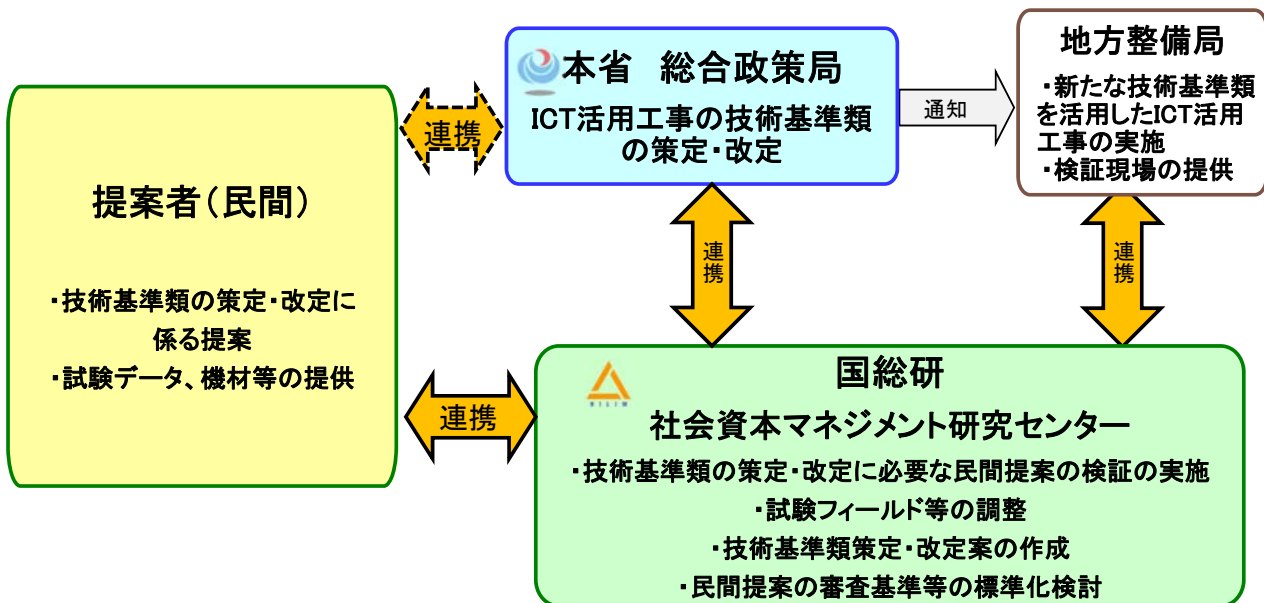 提案者(民間)
・技術基準類の策定・改定に
係る提案
・試験データ、機材等の提供
連携
本省　総合政策局
ICT活用工事の技術基準類
の策定・改定
通知
地方整備局
・新たな技術基準類
を活用したICT活用
工事の実施
・検証現場の提供
連携
連携
連携
NILIM
国総研
社会資本マネジメント研究センター
・技術基準類の策定・改定に必要な民間提案の検証の実施
・試験フィールド等の調整
・技術基準類策定・改定案の作成
・民間提案の審査基準等の標準化検討